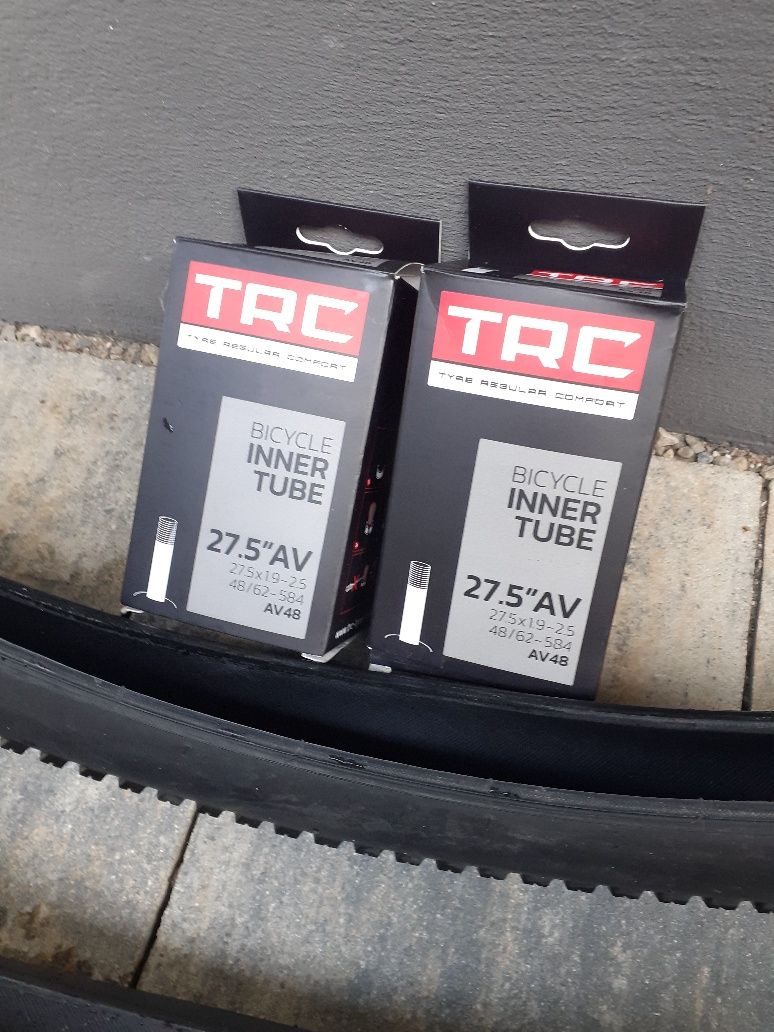 TRC
TYRE REGULAR COMFORT
BICYCLE
INNER
TUBE
27.5"AV
27.5x1.9-2.5
48/62-584
AV48
TRC
TRC
TYRE REGULAR COMFORT
BICYCLE
INNER
TUBE
27.5"AV
27.5x1.9-2.5
48/62-584
AV48